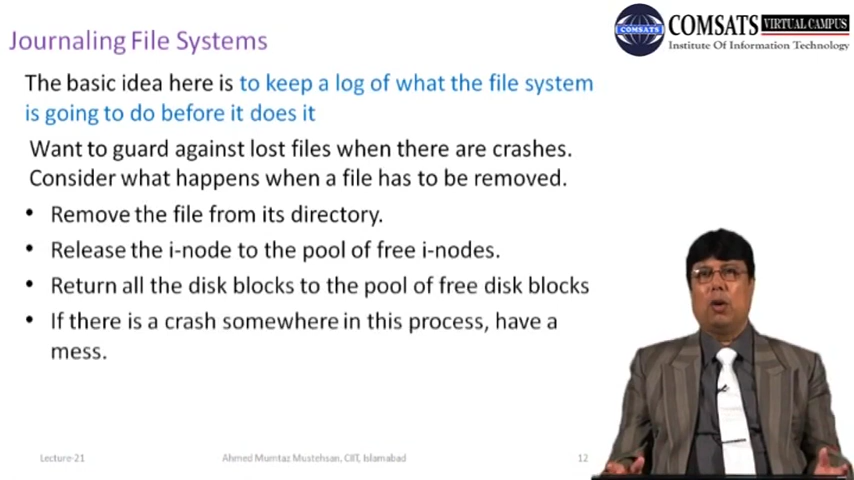 COMSATS VIRTUAL CAMPUS
COMSATS
Institute Of Information Technology
Journaling File Systems
The basic idea here is to keep a log of what the file system
is going to do before it does it
Want to guard against lost files when there are crashes.
Consider what happens when a file has to be removed.
• Remove the file from its directory.
• Release the i-node to the pool of free i-nodes.
• Return all the disk blocks to the pool of free disk blocks
• If there is a crash somewhere in this process, have a
mess.
Lecture-21 Ahmed Mumtaz Mustehsan, CIIT, Islamabad 12